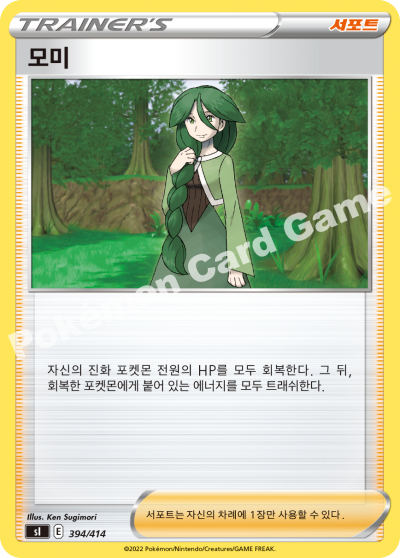 TRAINER'S
서포트
모미
Pokémon Card Game
자신의 진화 포켓몬 전원의 HP를 모두 회복한다. 그 뒤,
회복한 포켓몬에게 붙어 있는 에너지를 모두 트래쉬한다.
Illus. Ken Sugimori
sI E 394/414
서포트는 자신의 차례에 1장만 사용할 수 있다.
©2022 Pokémon/Nintendo/Creatures/GAME FREAK.